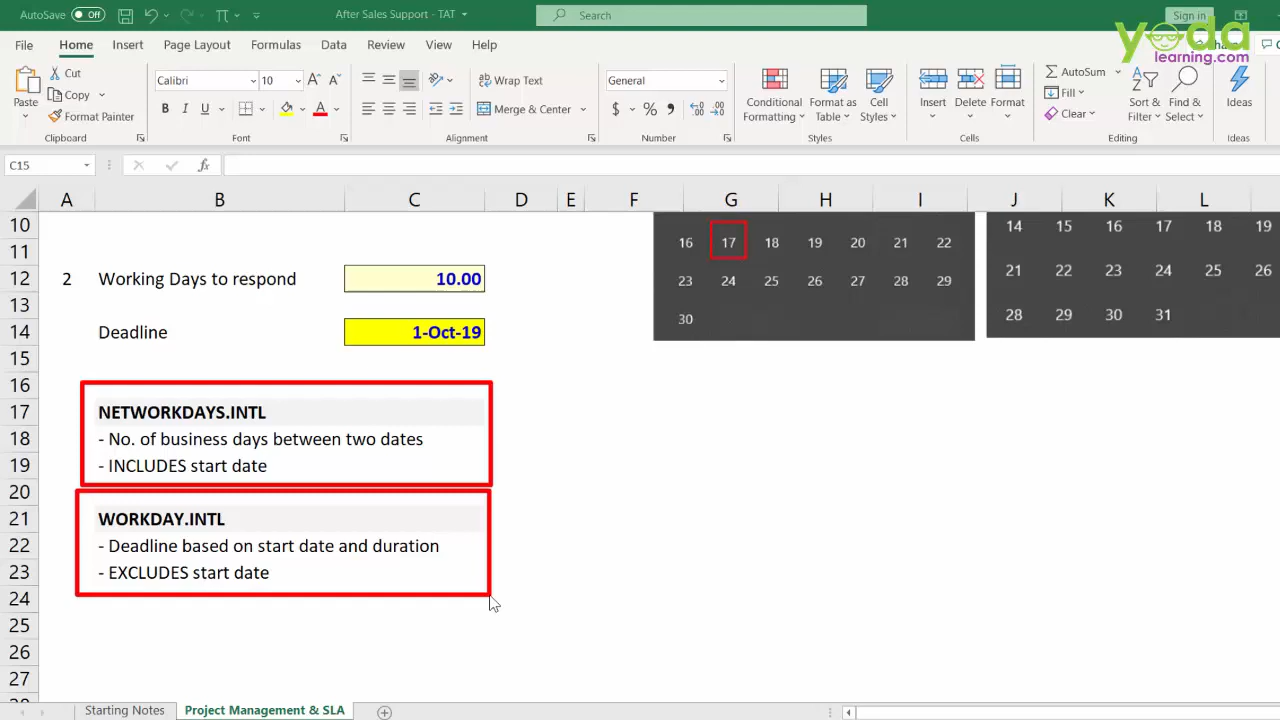 AutoSave Off After Sales Support - TAT Search Sign in
yoda
learning.com
File Home Insert Page Layout Formulas Data Review View Help
Cut
Copy
Format Painter
Paste
Clipboard
Calibri 10
B I U
Font
Wrap Text
Merge & Center
Alignment
General
$ % ,
Number
Conditional Formatting
Format as Table
Cell Styles
Styles
Insert Delete Format
Cells
AutoSum
Fill
Clear
Sort & Filter
Find & Select
Editing
Ideas
Ideas
C15 fx
A B C D E F G H I J K L
10
11
12 2 Working Days to respond 10.00
13
14 Deadline 1-Oct-19
15
16
17 NETWORKDAYS.INTL
18 - No. of business days between two dates
19 - INCLUDES start date
20
21 WORKDAY.INTL
22 - Deadline based on start date and duration
23 - EXCLUDES start date
24
25
26
27
16 17 18 19 20 21 22
23 24 25 26 27 28 29
30
14 15 16 17 18 19
21 22 23 24 25 26
28 29 30 31
Starting Notes Project Management & SLA